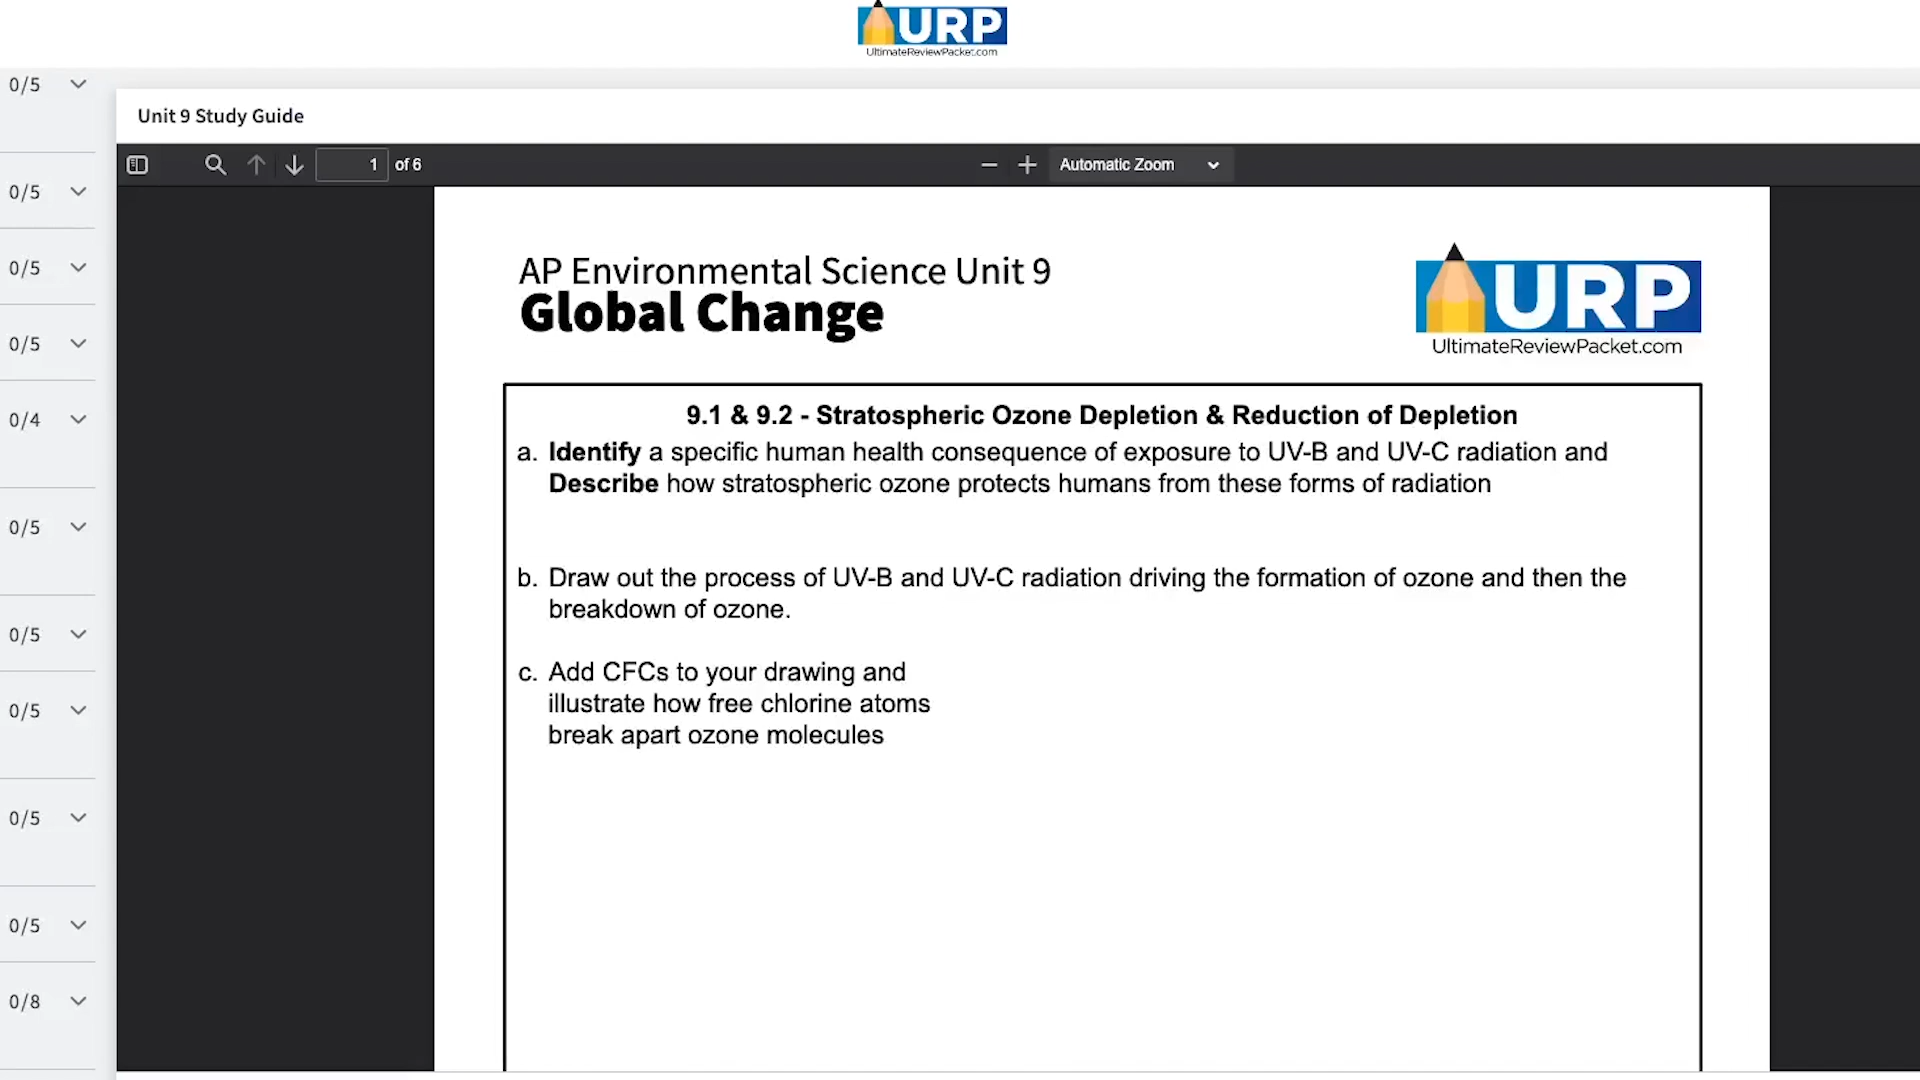 URP
UltimateReviewPacket.com
0/5
0/5
0/5
0/5
0/4
0/5
0/5
0/5
0/5
0/5
0/8
Unit 9 Study Guide
1 of 6
Automatic Zoom
AP Environmental Science Unit 9
Global Change
URP
UltimateReviewPacket.com
9.1 & 9.2 - Stratospheric Ozone Depletion & Reduction of Depletion
a. Identify a specific human health consequence of exposure to UV-B and UV-C radiation and
Describe how stratospheric ozone protects humans from these forms of radiation
b. Draw out the process of UV-B and UV-C radiation driving the formation of ozone and then the
breakdown of ozone.
c. Add CFCs to your drawing and
illustrate how free chlorine atoms
break apart ozone molecules